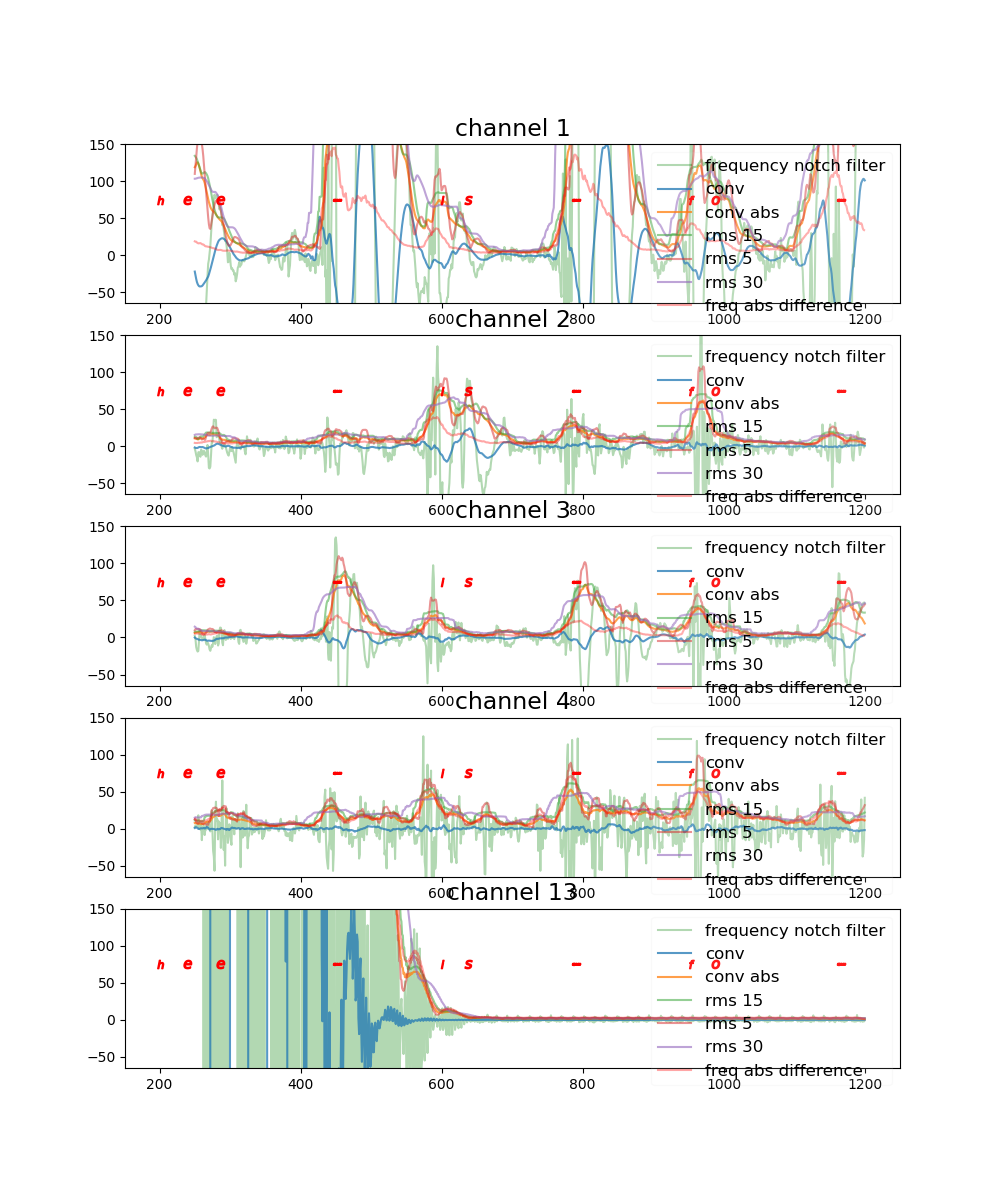 channel 1
150
100
50
0
−50
h e e - l s - f o -
frequency notch filter
conv
conv abs
rms 15
rms 5
rms 30
freq abs difference
200 400 600 800 1000 1200
channel 2
150
100
50
0
−50
h e e - l s - f o -
frequency notch filter
conv
conv abs
rms 15
rms 5
rms 30
freq abs difference
200 400 600 800 1000 1200
channel 3
150
100
50
0
−50
h e e - l s - f o -
frequency notch filter
conv
conv abs
rms 15
rms 5
rms 30
freq abs difference
200 400 600 800 1000 1200
channel 4
150
100
50
0
−50
h e e - l s - f o -
frequency notch filter
conv
conv abs
rms 15
rms 5
rms 30
freq abs difference
200 400 600 800 1000 1200
channel 13
150
100
50
0
−50
h e e - l s - f o -
frequency notch filter
conv
conv abs
rms 15
rms 5
rms 30
freq abs difference
200 400 600 800 1000 1200